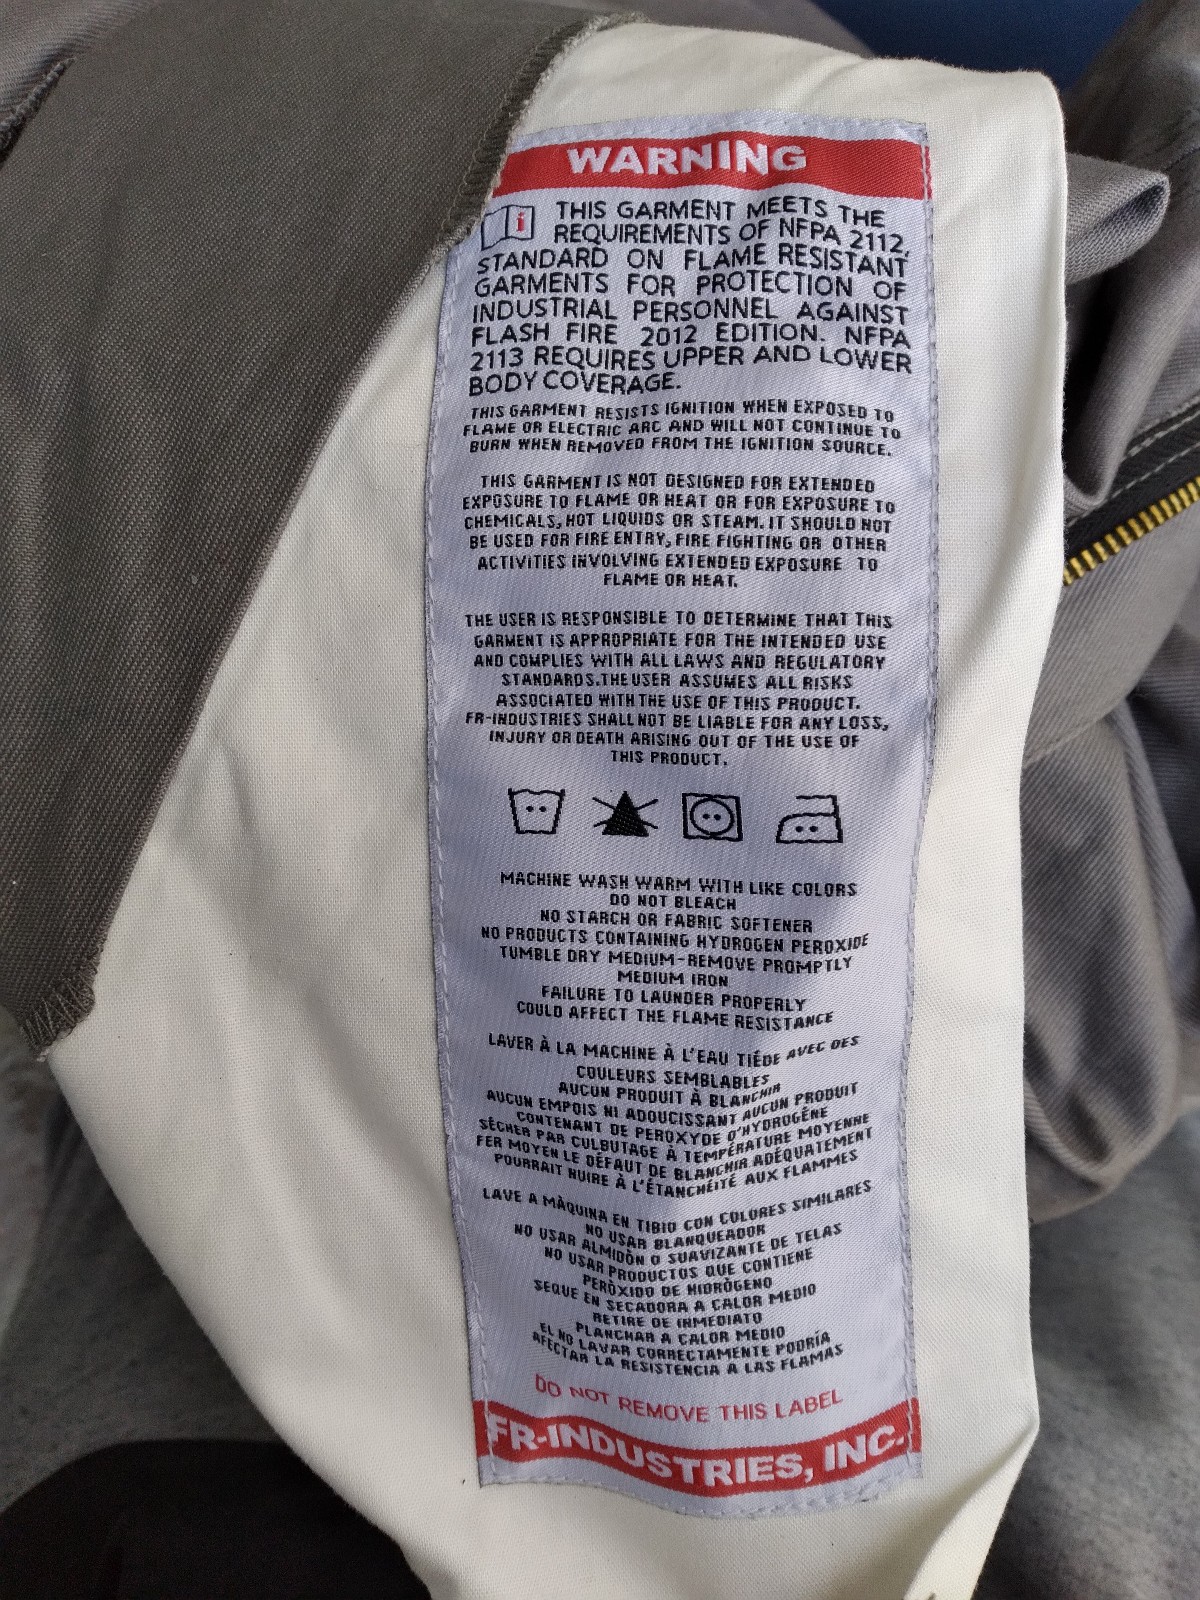 WARNING
i
THIS GARMENT MEETS THE
REQUIREMENTS OF NFPA 2112,
STANDARD ON FLAME RESISTANT
GARMENTS FOR PROTECTION OF
INDUSTRIAL PERSONNEL AGAINST
FLASH FIRE 2012 EDITION. NFPA
2113 REQUIRES UPPER AND LOWER
BODY COVERAGE.
THIS GARMENT RESISTS IGNITION WHEN EXPOSED TO
FLAME OR ELECTRIC ARC AND WILL NOT CONTINUE TO
BURN WHEN REMOVED FROM THE IGNITION SOURCE.
THIS GARMENT IS NOT DESIGNED FOR EXTENDED
EXPOSURE TO FLAME OR HEAT OR FOR EXPOSURE TO
CHEMICALS, HOT LIQUIDS OR STEAM. IT SHOULD NOT
BE USED FOR FIRE ENTRY, FIRE FIGHTING OR OTHER
ACTIVITIES INVOLVING EXTENDED EXPOSURE TO
FLAME OR HEAT.
THE USER IS RESPONSIBLE TO DETERMINE THAT THIS
GARMENT IS APPROPRIATE FOR THE INTENDED USE
AND COMPLIES WITH ALL LAWS AND REGULATORY
STANDARDS. THE USER ASSUMES ALL RISKS
ASSOCIATED WITH THE USE OF THIS PRODUCT.
FR-INDUSTRIES SHALL NOT BE LIABLE FOR ANY LOSS,
INJURY OR DEATH ARISING OUT OF THE USE OF
THIS PRODUCT.
MACHINE WASH WARM WITH LIKE COLORS
DO NOT BLEACH
NO STARCH OR FABRIC SOFTENER
NO PRODUCTS CONTAINING HYDROGEN PEROXIDE
TUMBLE DRY MEDIUM-REMOVE PROMPTLY
MEDIUM IRON
FAILURE TO LAUNDER PROPERLY
COULD AFFECT THE FLAME RESISTANCE
LAVER À LA MACHINE À L'EAU TIÉDE AVEC DES
COULEURS SEMBLABLES
AUCUN PRODUIT À BLANCHIR
AUCUN EMPOIS NI ADOUCISSANT AUCUN PRODUIT
CONTENANT DE PEROXYDE D'HYDROGÈNE
SÉCHER PAR CULBUTAGE À TEMPÉRATURE MOYENNE
FER MOYEN LE DÉFAUT DE BLANCHIR ADÉQUATEMENT
POURRAIT NUIRE À L'ÉTANCHÉITÉ AUX FLAMMES
LAVE A MÀQUINA EN TIBIO CON COLORES SIMILARES
NO USAR BLANQUEADOR
NO USAR ALMIDÒN O SUAVIZANTE DE TELAS
NO USAR PRODUCTOS QUE CONTIENE
PERÒXIDO DE HIDRÒGENO
SEQUE EN SECADORA A CALOR MEDIO
RETIRE DE INMEDIATO
PLANCHAR A CALOR MEDIO
EL NO LAVAR CORRECTAMENTE PODRÍA
AFECTAR LA RESISTENCIA A LAS FLAMAS
DO NOT REMOVE THIS LABEL
FR-INDUSTRIES, INC.